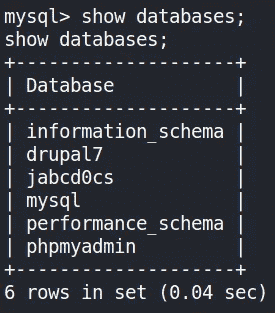 mysql> show databases;
show databases;
+--------------------+
| Database           |
+--------------------+
| information_schema |
| drupal7            |
| jabcd0cs           |
| mysql              |
| performance_schema |
| phpmyadmin         |
+--------------------+
6 rows in set (0.04 sec)